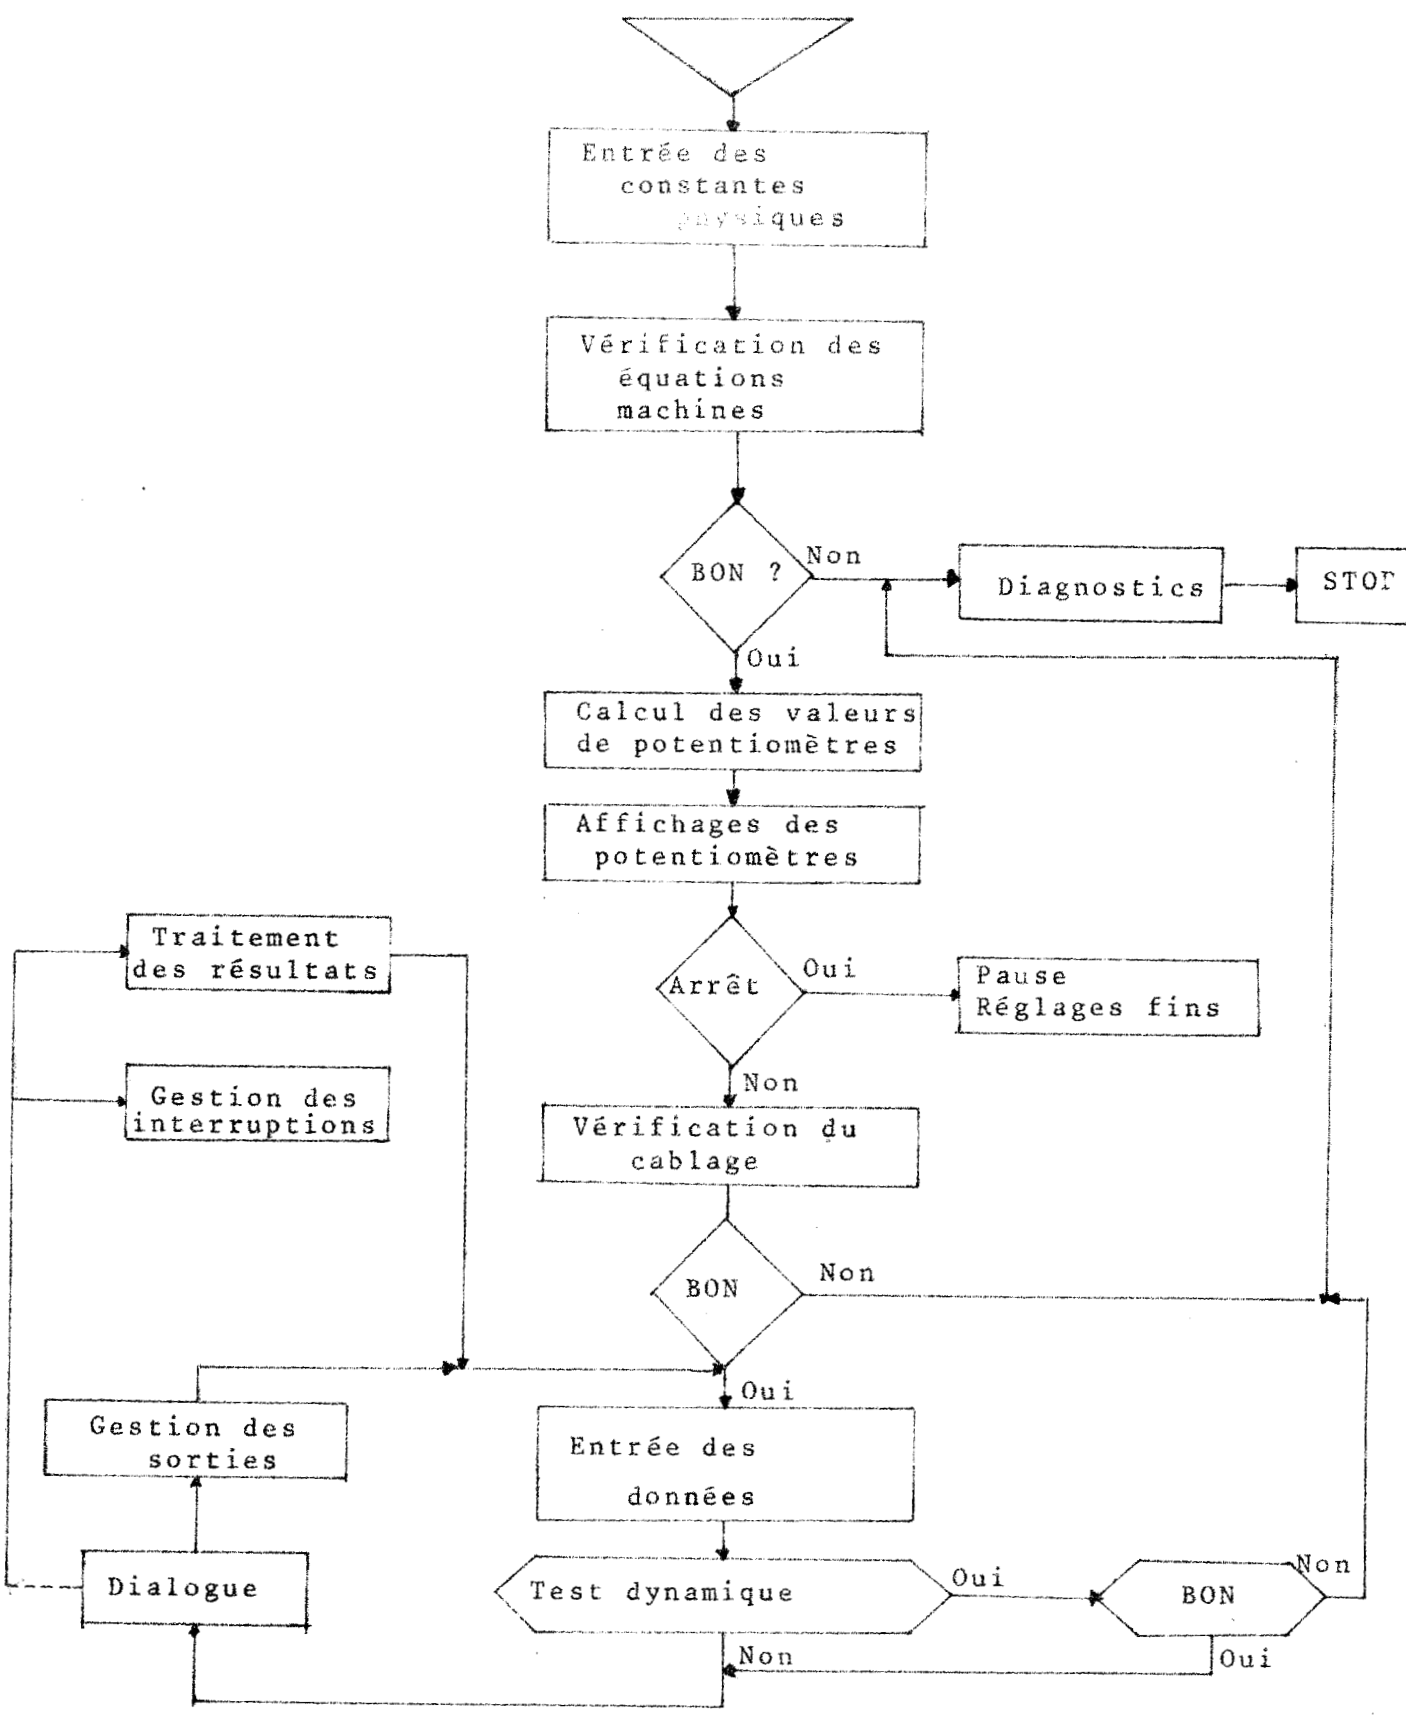 Entrée des
constantes
physiques
Vérification des
équations
machines
BON ?
Non
Diagnostics
STOP
Oui
Calcul des valeurs
de potentiomètres
Affichages des
potentiomètres
Traitement
des résultats
Arrêt
Oui
Pause
Réglages fins
Non
Gestion des
interruptions
Vérification du
cablage
BON
Non
Oui
Gestion des
sorties
Entrée des
données
Dialogue
Test dynamique
Oui
BON
Non
Non
Oui